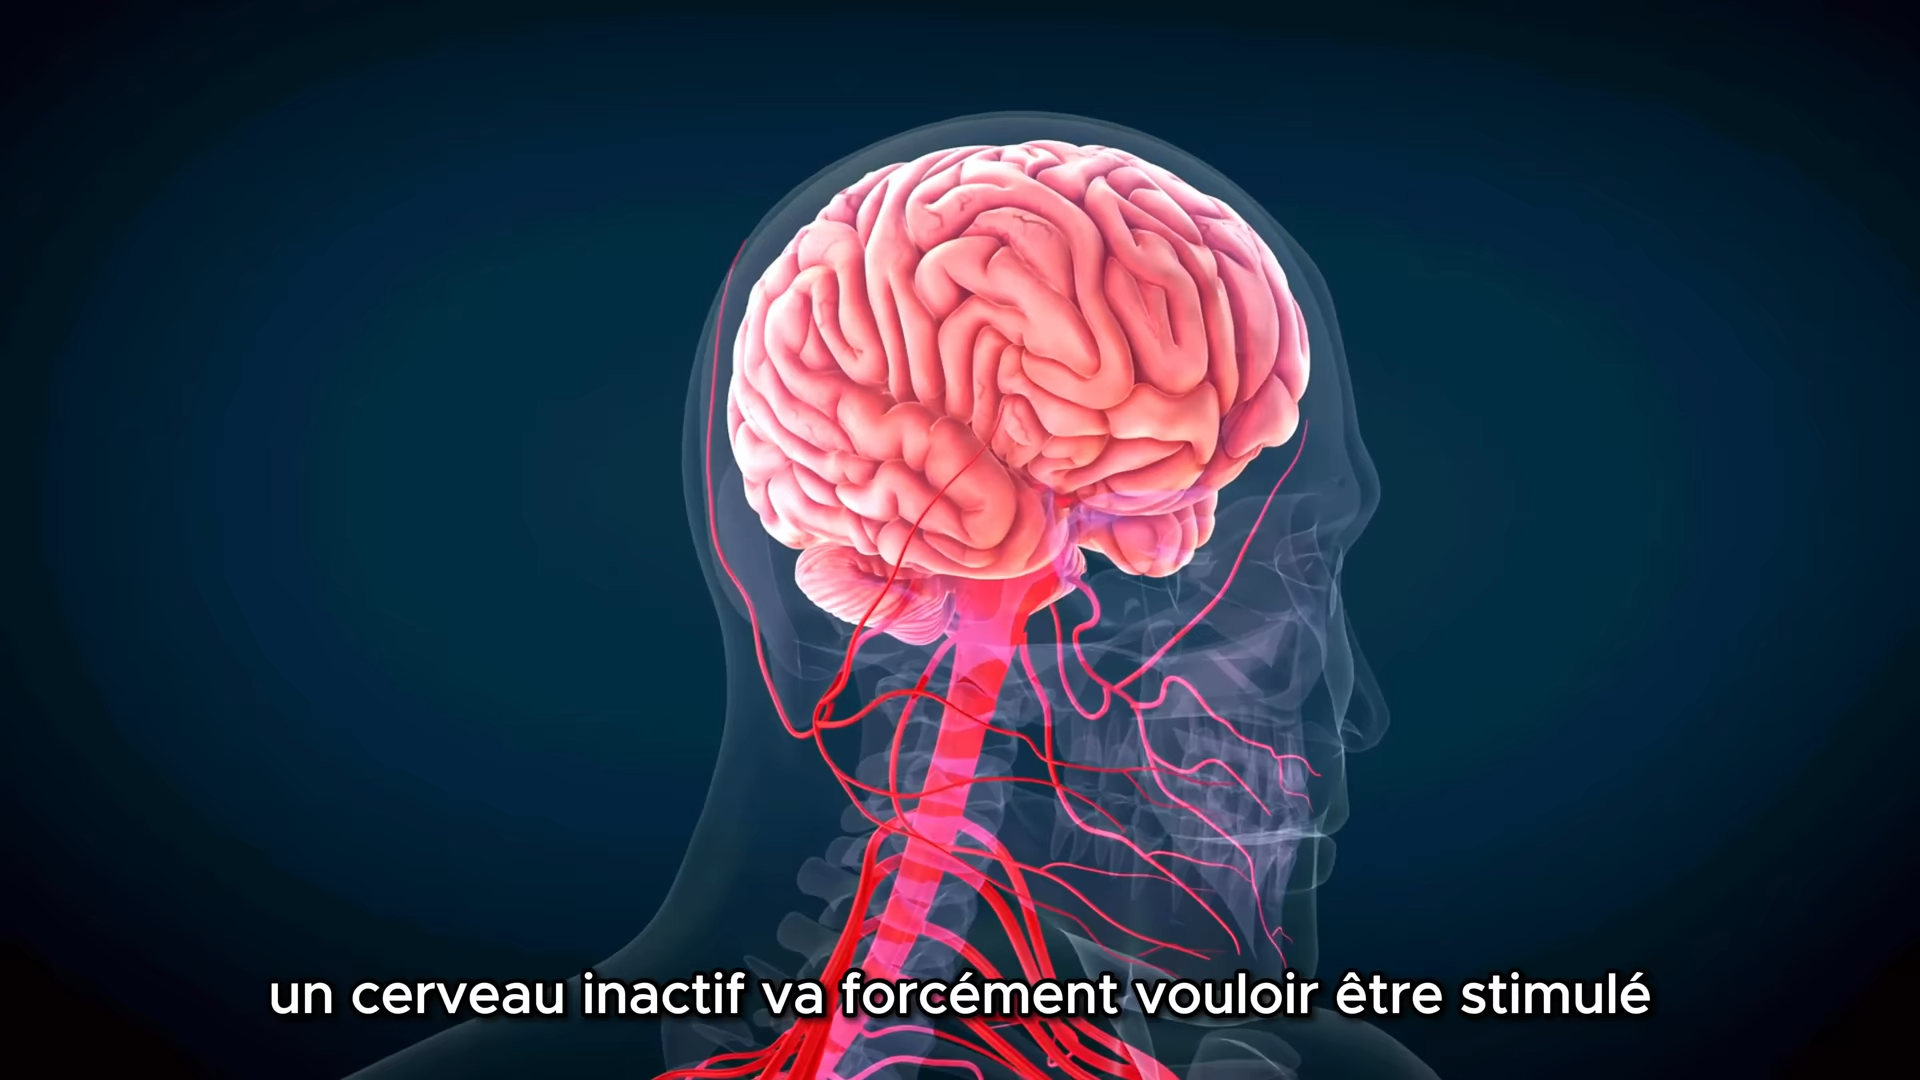 un cerveau inactif va forcément vouloir être stimulé